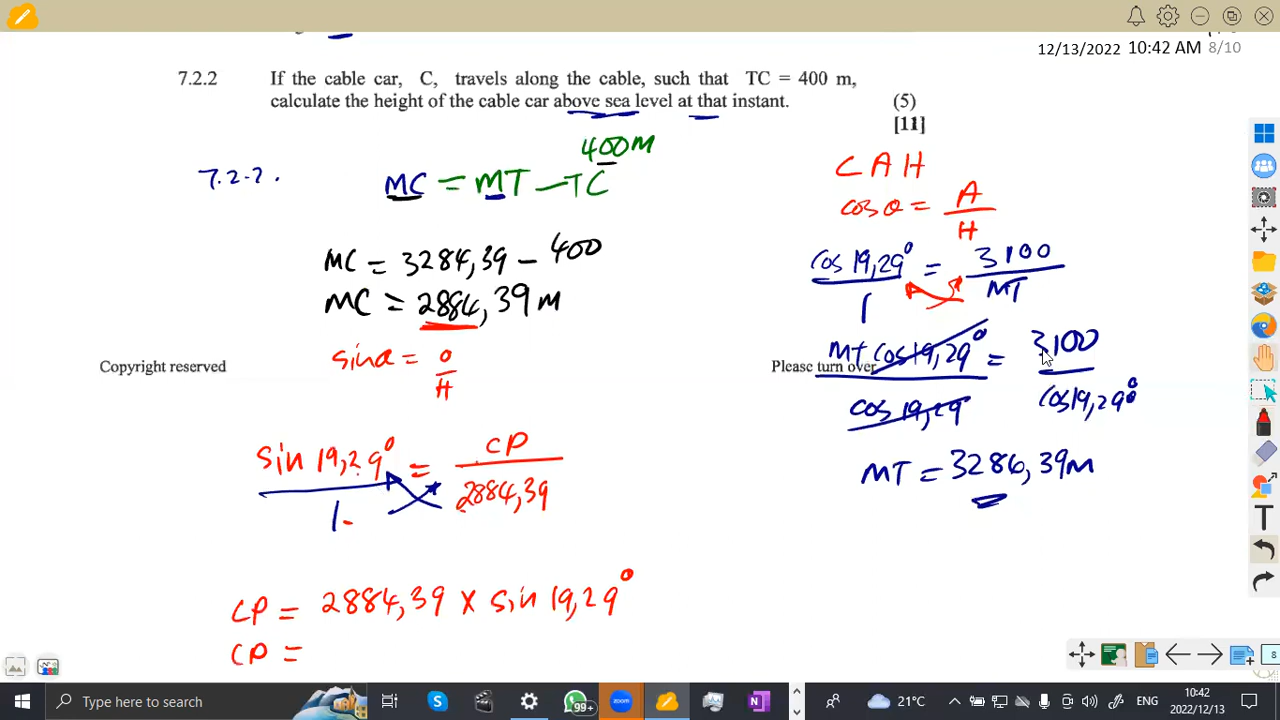 12/13/2022 10:42 AM 8/10
7.2.2 If the cable car, C, travels along the cable, such that TC = 400 m,
calculate the height of the cable car above sea level at that instant. (5)
[11]
7.2.2.
400M
MC = MT - TC
MC = 3284,39 - 400
MC = 2884,39 M
sinα = o/H
Copyright reserved
sin 19,29° / 1. = CP / 2884,39
CP = 2884,39 × sin 19,29°
CP =
CAH
cos θ = A/H
cos 19,29° / 1 = 3100 / MT
Mt cos 19,29° / cos 19,29 = 3100 / cos 19,29°
Please turn over
MT = 3284,39M
8
Type here to search
99+
21°C
ENG
10:42
2022/12/13